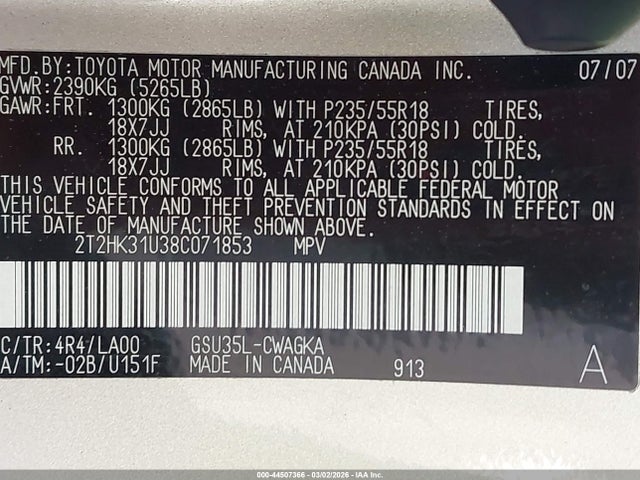 MFD.BY:TOYOTA MOTOR MANUFACTURING CANADA INC. 07/07
GVWR:2390KG (5265LB)
GAWR:FRT. 1300KG (2865LB) WITH P235/55R18 TIRES,
18X7JJ RIMS, AT 210KPA (30PSI) COLD.
RR. 1300KG (2865LB) WITH P235/55R18 TIRES,
18X7JJ RIMS, AT 210KPA (30PSI) COLD.
THIS VEHICLE CONFORMS TO ALL APPLICABLE FEDERAL MOTOR
VEHICLE SAFETY AND THEFT PREVENTION STANDARDS IN EFFECT ON
THE DATE OF MANUFACTURE SHOWN ABOVE.
2T2HK31U38C071853 MPV
C/TR:4R4/LA00 GSU35L-CWAGKA
A/TM:-02B/U151F MADE IN CANADA 913 A
000-44507366 - 03/02/2026 - IAA Inc.